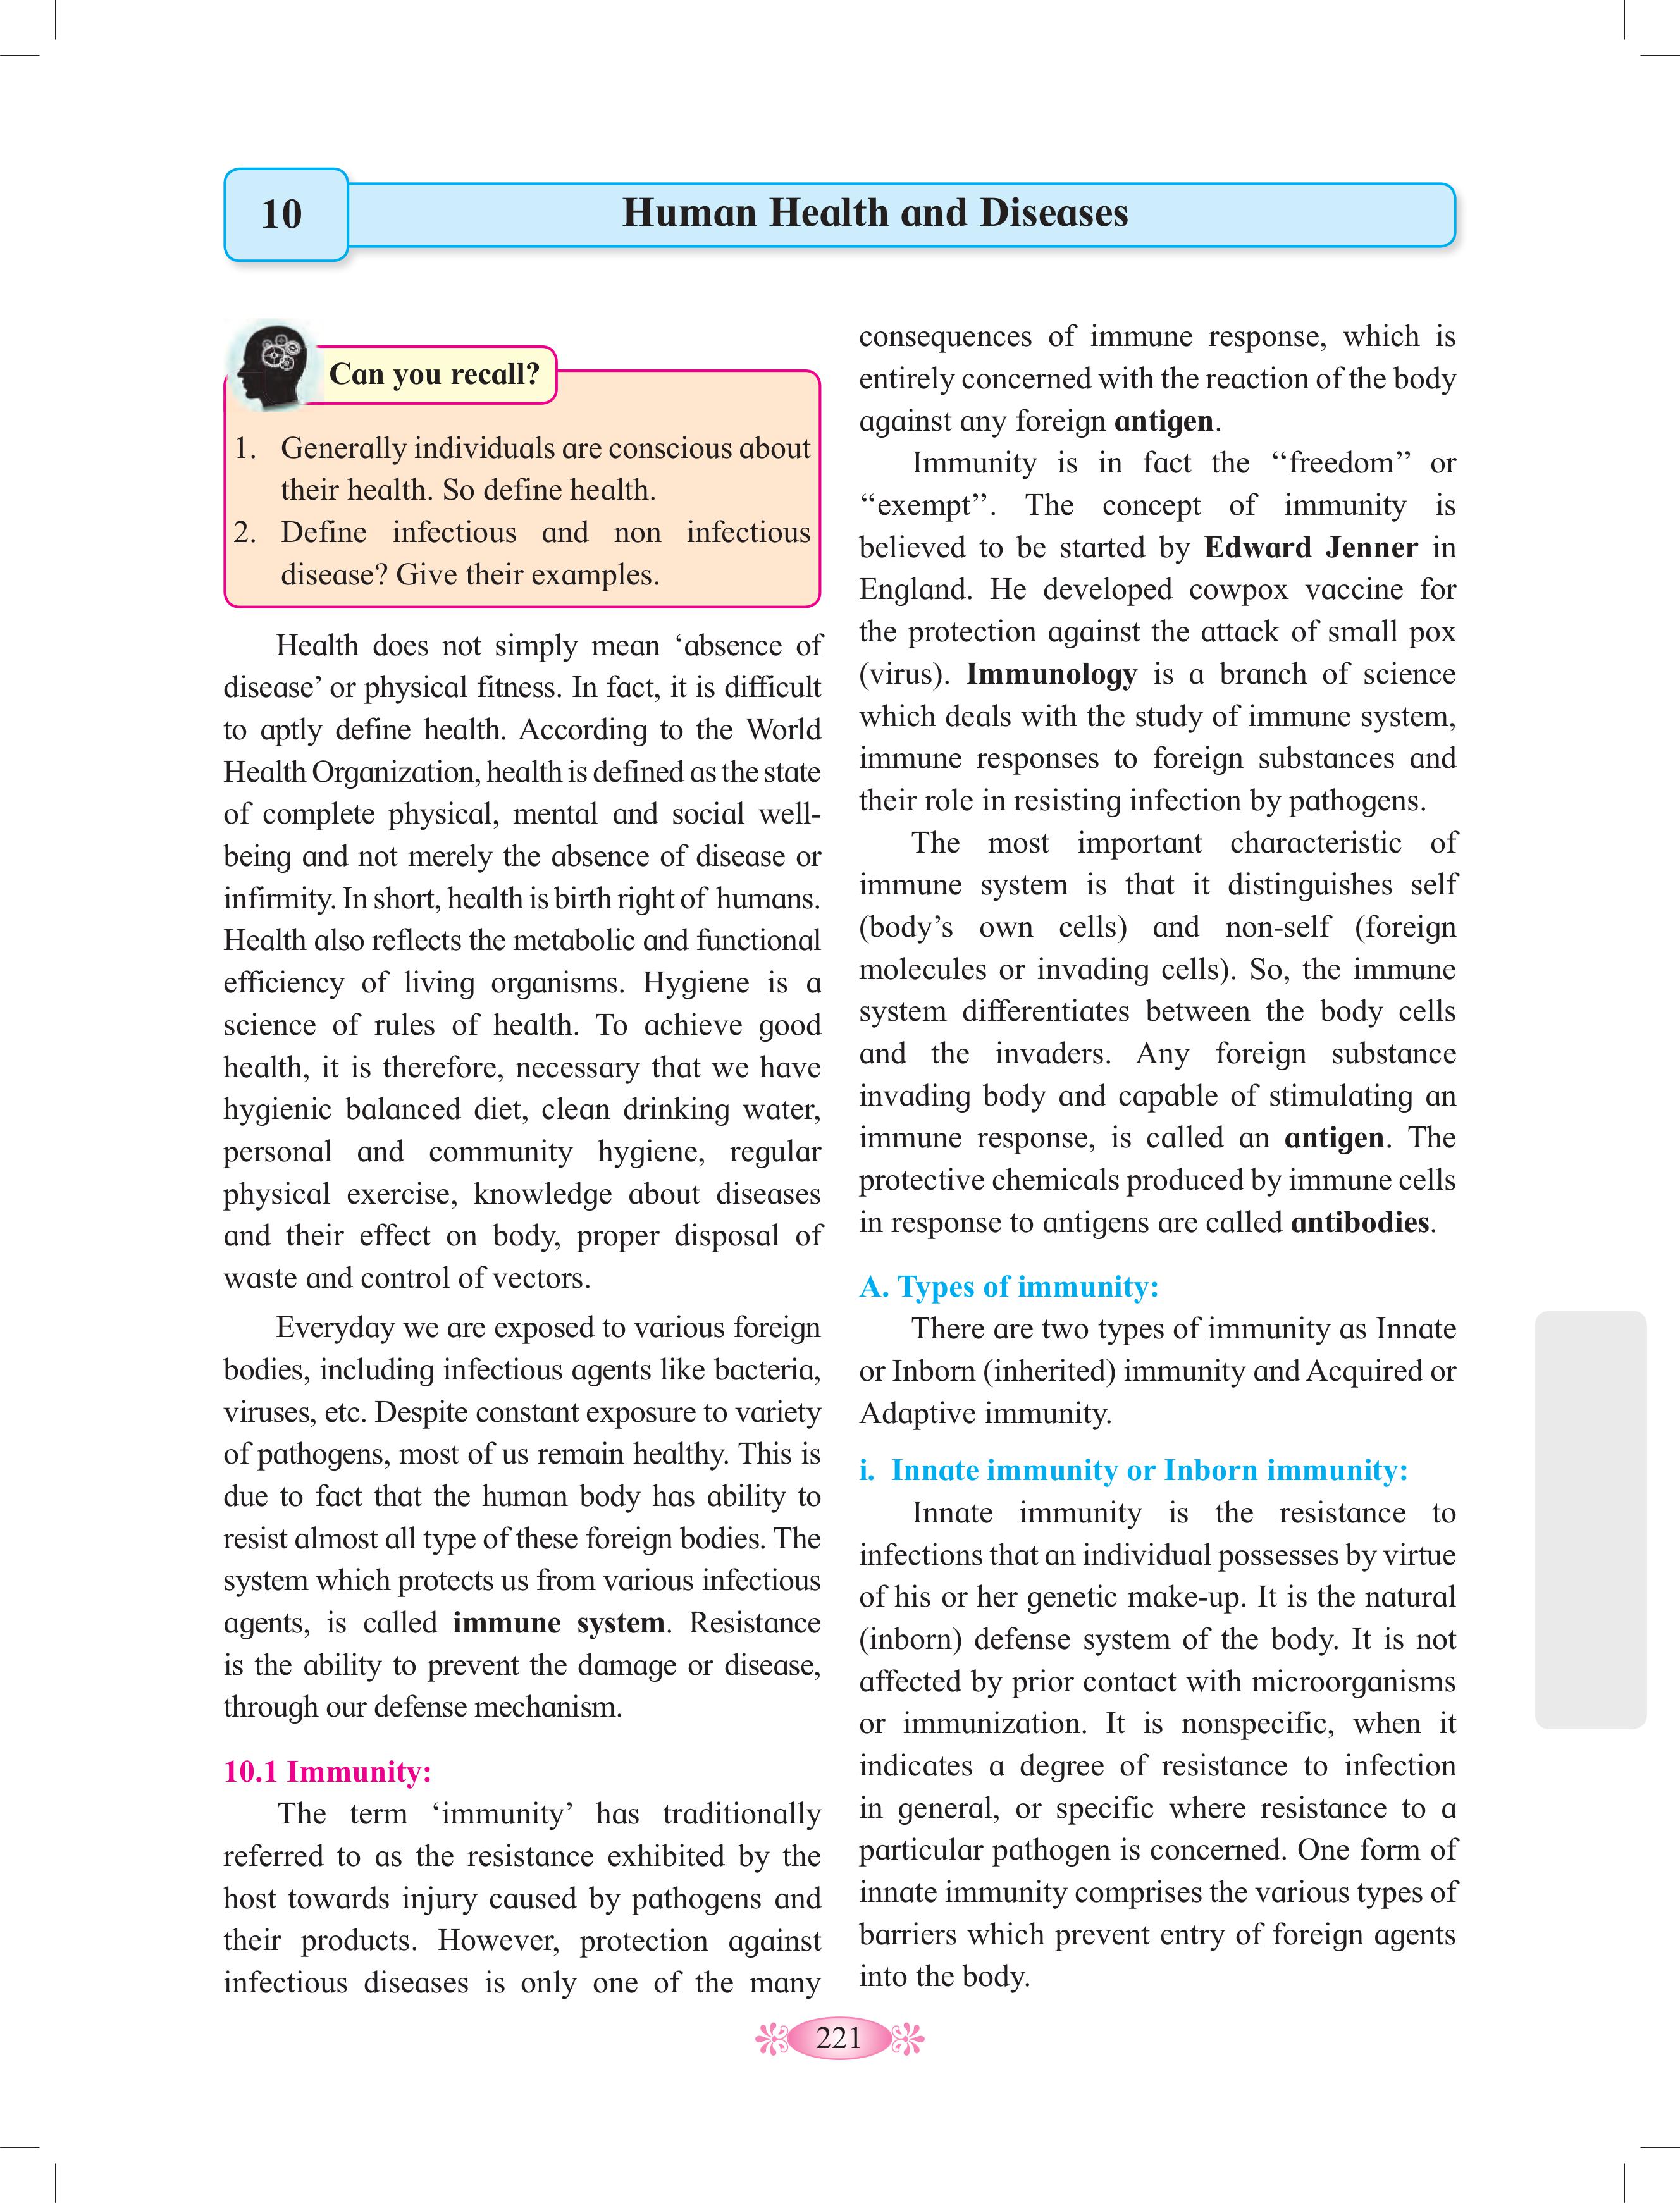 10
Human Health and Diseases
Can you recall?
1. Generally individuals are conscious about
their health. So define health.
2. Define infectious and non infectious
disease? Give their examples.
Health does not simply mean ‘absence of
disease’ or physical fitness. In fact, it is difficult
to aptly define health. According to the World
Health Organization, health is defined as the state
of complete physical, mental and social well-
being and not merely the absence of disease or
infirmity. In short, health is birth right of humans.
Health also reflects the metabolic and functional
efficiency of living organisms. Hygiene is a
science of rules of health. To achieve good
health, it is therefore, necessary that we have
hygienic balanced diet, clean drinking water,
personal and community hygiene, regular
physical exercise, knowledge about diseases
and their effect on body, proper disposal of
waste and control of vectors.
Everyday we are exposed to various foreign
bodies, including infectious agents like bacteria,
viruses, etc. Despite constant exposure to variety
of pathogens, most of us remain healthy. This is
due to fact that the human body has ability to
resist almost all type of these foreign bodies. The
system which protects us from various infectious
agents, is called immune system. Resistance
is the ability to prevent the damage or disease,
through our defense mechanism.
10.1 Immunity:
The term ‘immunity’ has traditionally
referred to as the resistance exhibited by the
host towards injury caused by pathogens and
their products. However, protection against
infectious diseases is only one of the many
consequences of immune response, which is
entirely concerned with the reaction of the body
against any foreign antigen.
Immunity is in fact the ‘‘freedom’’ or
‘‘exempt’’. The concept of immunity is
believed to be started by Edward Jenner in
England. He developed cowpox vaccine for
the protection against the attack of small pox
(virus). Immunology is a branch of science
which deals with the study of immune system,
immune responses to foreign substances and
their role in resisting infection by pathogens.
The most important characteristic of
immune system is that it distinguishes self
(body’s own cells) and non-self (foreign
molecules or invading cells). So, the immune
system differentiates between the body cells
and the invaders. Any foreign substance
invading body and capable of stimulating an
immune response, is called an antigen. The
protective chemicals produced by immune cells
in response to antigens are called antibodies.
A. Types of immunity:
There are two types of immunity as Innate
or Inborn (inherited) immunity and Acquired or
Adaptive immunity.
i. Innate immunity or Inborn immunity:
Innate immunity is the resistance to
infections that an individual possesses by virtue
of his or her genetic make-up. It is the natural
(inborn) defense system of the body. It is not
affected by prior contact with microorganisms
or immunization. It is nonspecific, when it
indicates a degree of resistance to infection
in general, or specific where resistance to a
particular pathogen is concerned. One form of
innate immunity comprises the various types of
barriers which prevent entry of foreign agents
into the body.
221